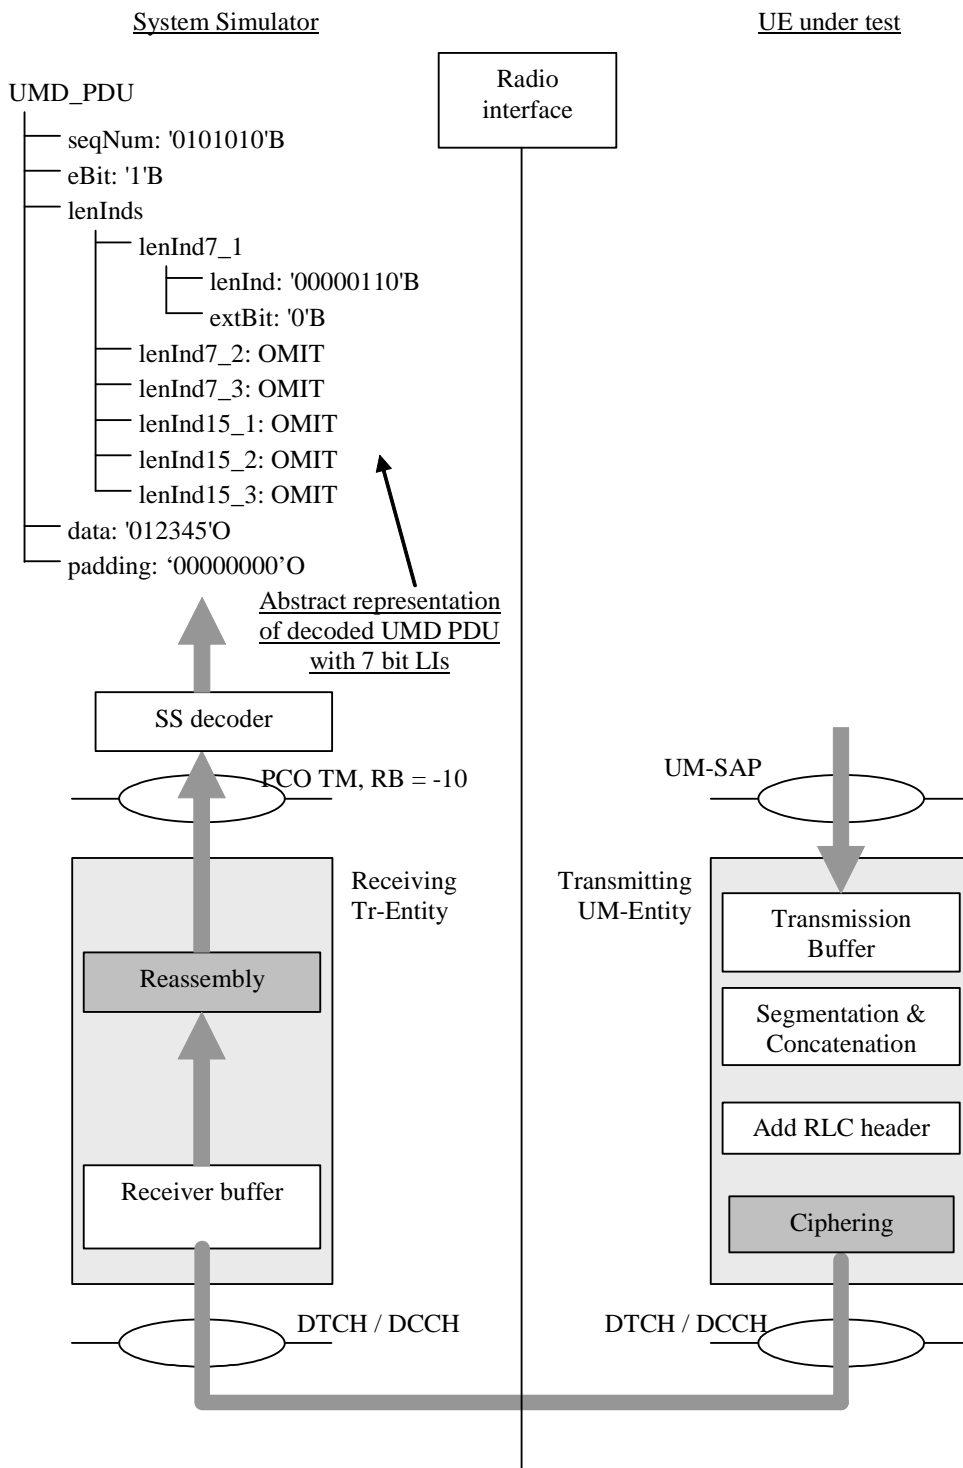 System Simulator
UE under test
Radio
interface
UMD_PDU
seqNum: '0101010'B
eBit: '1'B
lenInds
lenInd7_1
lenInd: '00000110'B
extBit: '0'B
lenInd7_2: OMIT
lenInd7_3: OMIT
lenInd15_1: OMIT
lenInd15_2: OMIT
lenInd15_3: OMIT
data: '012345'O
padding: ‘00000000’O
Abstract representation
of decoded UMD PDU
with 7 bit LIs
SS decoder
PCO TM, RB = -10
UM-SAP
Receiving
Tr-Entity
Transmitting
UM-Entity
Transmission
Buffer
Reassembly
Segmentation &
Concatenation
Add RLC header
Receiver buffer
Ciphering
DTCH / DCCH
DTCH / DCCH